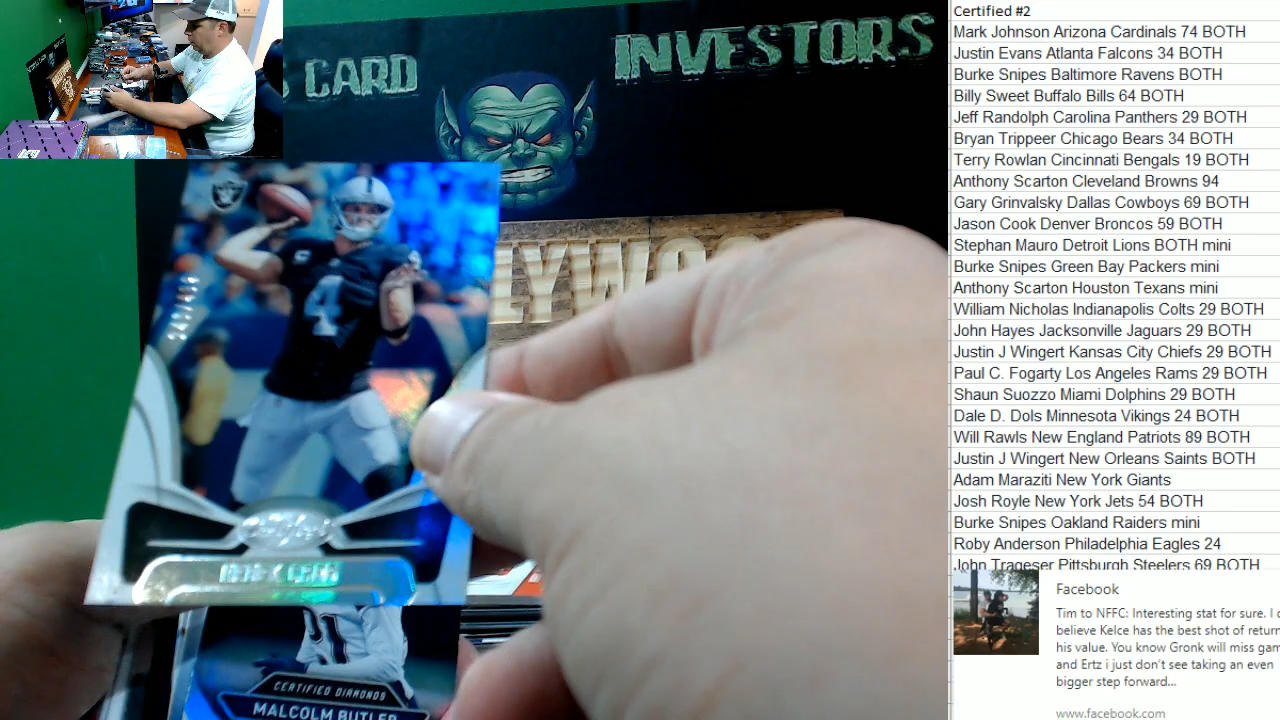 S CARD
INVESTORS
4
CERTIFIED DIAMONDS
MALCOLM BUTLER
Certified #2
Mark Johnson Arizona Cardinals 74 BOTH
Justin Evans Atlanta Falcons 34 BOTH
Burke Snipes Baltimore Ravens BOTH
Billy Sweet Buffalo Bills 64 BOTH
Jeff Randolph Carolina Panthers 29 BOTH
Bryan Trippeer Chicago Bears 34 BOTH
Terry Rowlan Cincinnati Bengals 19 BOTH
Anthony Scarton Cleveland Browns 94
Gary Grinvalsky Dallas Cowboys 69 BOTH
Jason Cook Denver Broncos 59 BOTH
Stephan Mauro Detroit Lions BOTH mini
Burke Snipes Green Bay Packers mini
Anthony Scarton Houston Texans mini
William Nicholas Indianapolis Colts 29 BOTH
John Hayes Jacksonville Jaguars 29 BOTH
Justin J Wingert Kansas City Chiefs 29 BOTH
Paul C. Fogarty Los Angeles Rams 29 BOTH
Shaun Suozzo Miami Dolphins 29 BOTH
Dale D. Dols Minnesota Vikings 24 BOTH
Will Rawls New England Patriots 89 BOTH
Justin J Wingert New Orleans Saints BOTH
Adam Maraziti New York Giants
Josh Royle New York Jets 54 BOTH
Burke Snipes Oakland Raiders mini
Roby Anderson Philadelphia Eagles 24
John Trageser Pittsburgh Steelers 69 BOTH
Facebook
Tim to NFFC: Interesting stat for sure. I
believe Kelce has the best shot of return
his value. You know Gronk will miss gam
and Ertz i just don't see taking an even
bigger step forward...
www.facebook.com